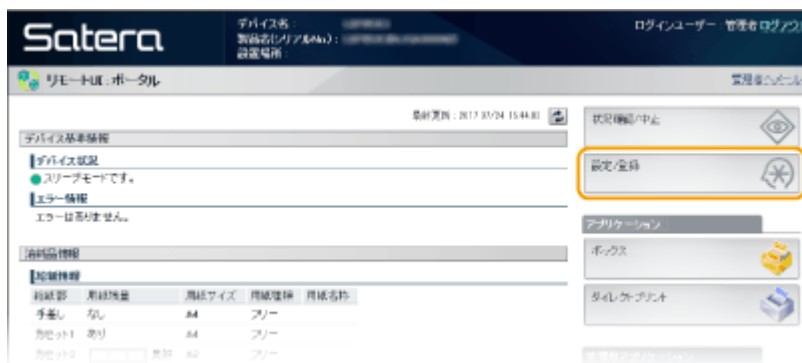 Satera
デバイス名 :
製品名(シリアルNo.) :
設置場所 :
ログインユーザー : 管理者 ログアウト
リモートUI : ポータル
管理者へメール
最終更新 : 2017 07/24 15:44:03
デバイス基本情報
デバイス状況
スリープモードです。
エラー情報
エラーはありません。
消耗品情報
給紙情報
給紙部 用紙残量 用紙サイズ 用紙種類 用紙名称
手差し なし A4 フリー
カセット1 あり A4 フリー
フリー
状況確認/中止
設定/登録
アプリケーション
ボックス
ダイレクトプリント